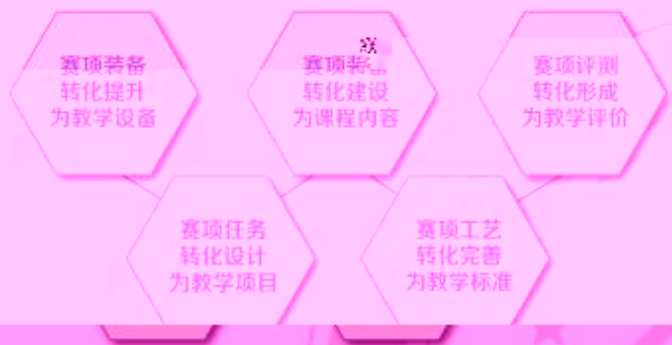 赛项装备
转化提升
为教学设备
赛项
转化建设
为课程内容
赛项评测
转化形成
为教学评价
赛项任务
转化设计
为教学项目
赛项工艺
转化完善
为教学标准